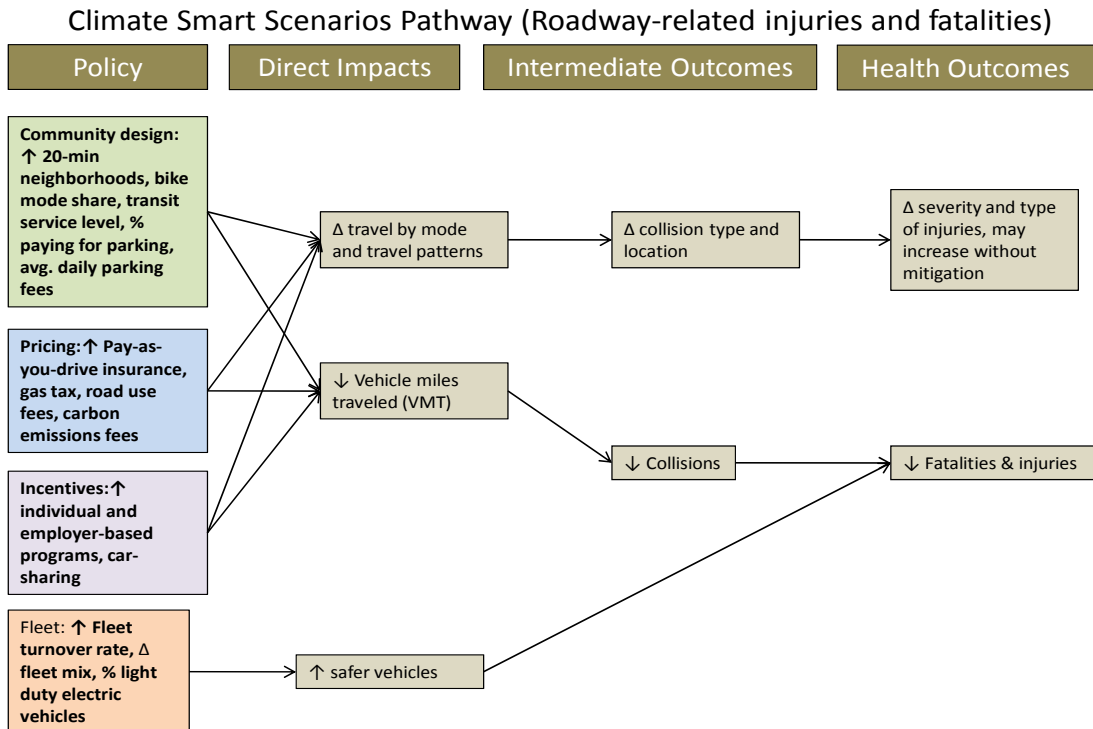 Climate Smart Scenarios Pathway (Roadway-related injuries and fatalities)
Policy
Direct Impacts
Intermediate Outcomes
Health Outcomes
Community design:
↑ 20-min
neighborhoods, bike
mode share, transit
service level, %
paying for parking,
avg. daily parking
fees
Δ travel by mode
and travel patterns
Δ collision type and
location
Δ severity and type
of injuries, may
increase without
mitigation
Pricing:↑ Pay-as-
you-drive insurance,
gas tax, road use
fees, carbon
emissions fees
↓ Vehicle miles
traveled (VMT)
↓ Collisions
↓ Fatalities & injuries
Incentives:↑
individual and
employer-based
programs, car-
sharing
Fleet: ↑ Fleet
turnover rate, Δ
fleet mix, % light
duty electric
vehicles
↑ safer vehicles